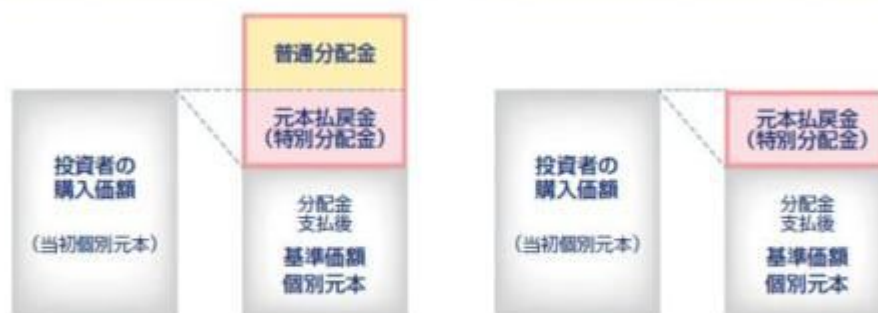 普通分配金
元本払戻金
(特別分配金)
投資者の
購入価額
(当初個別元本)
分配金
支払後
基準価額
個別元本
元本払戻金
(特別分配金)
投資者の
購入価額
(当初個別元本)
分配金
支払後
基準価額
個別元本